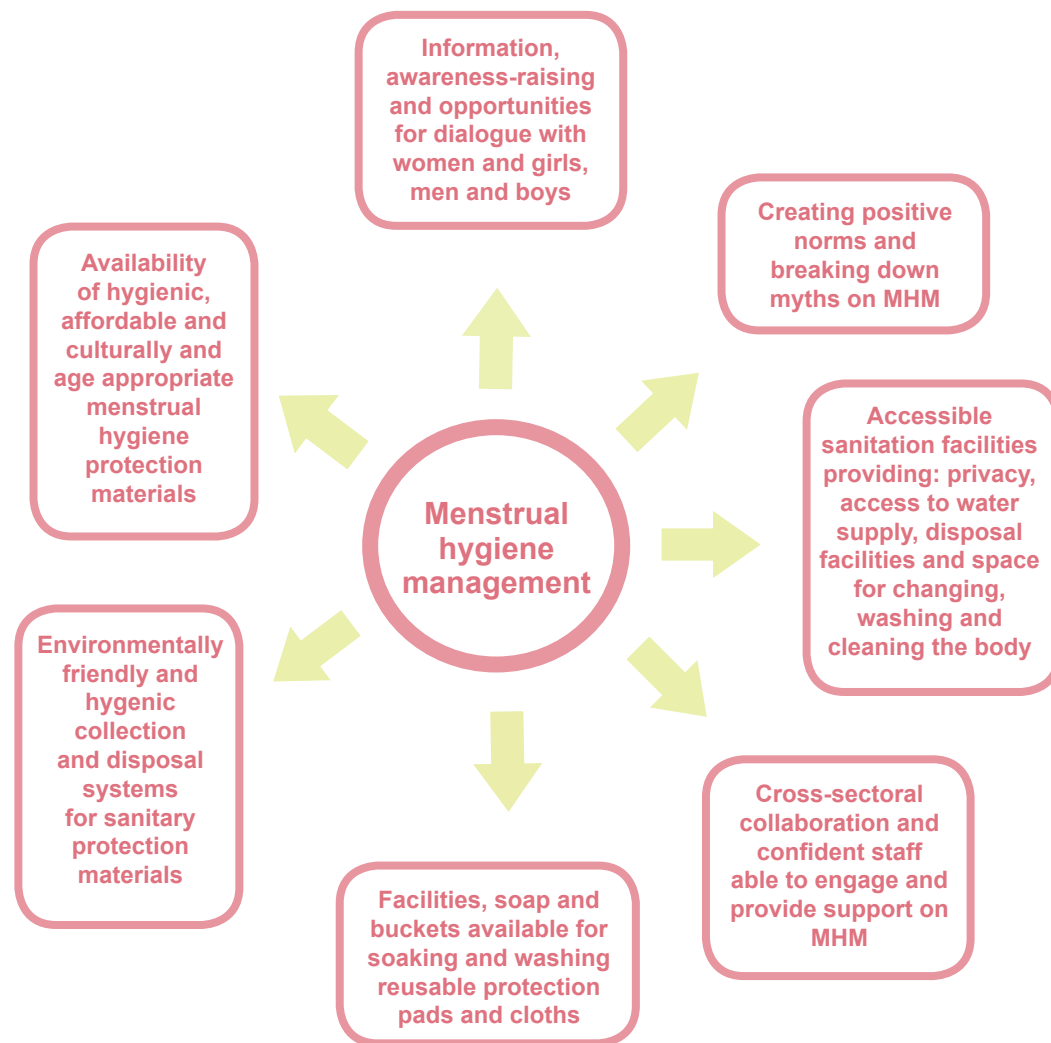 Information,
awareness-raising
and opportunities
for dialogue with
women and girls,
men and boys
Creating positive
norms and
breaking down
myths on MHM
Accessible
sanitation facilities
providing: privacy,
access to water
supply, disposal
facilities and space
for changing,
washing and
cleaning the body
Cross-sectoral
collaboration and
confident staff
able to engage and
provide support on
MHM
Facilities, soap and
buckets available for
soaking and washing
reusable protection
pads and cloths
Environmentally
friendly and
hygenic
collection
and disposal
systems
for sanitary
protection
materials
Availability
of hygienic,
affordable and
culturally and
age appropriate
menstrual
hygiene
protection
materials
Menstrual
hygiene
management